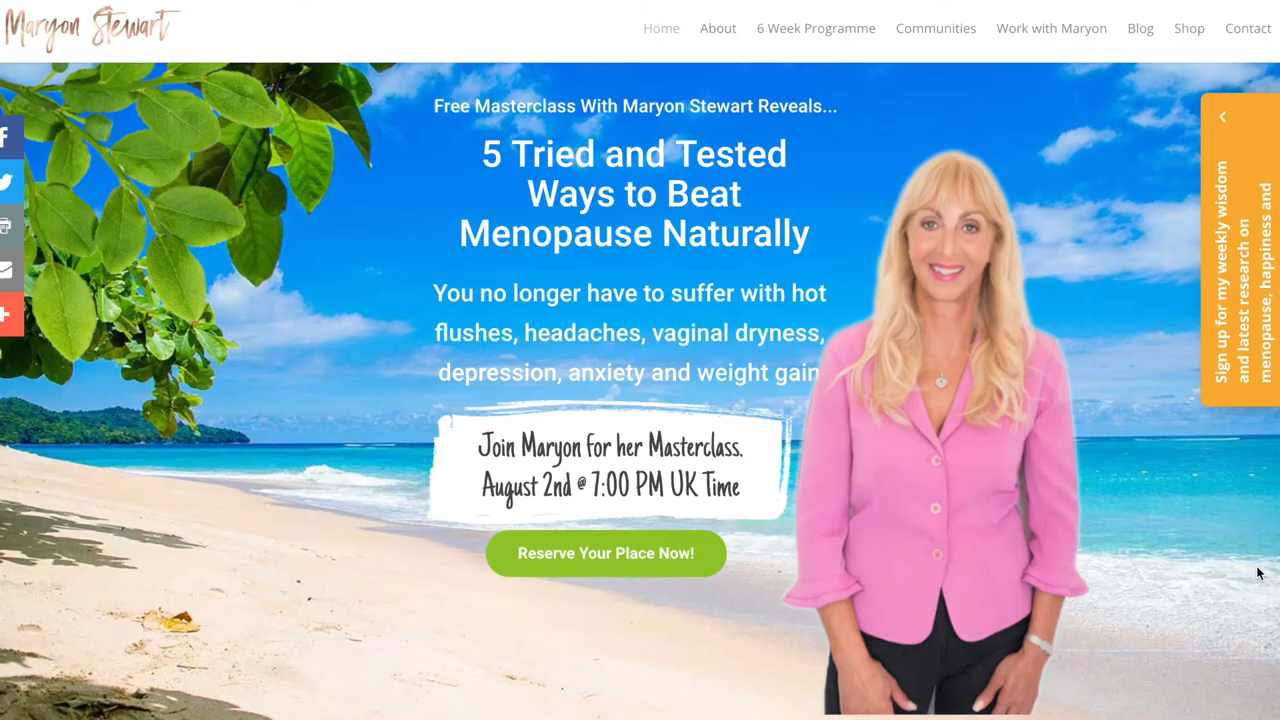 Maryon Stewart
Home About 6 Week Programme Communities Work with Maryon Blog Shop Contact
Free Masterclass With Maryon Stewart Reveals...
5 Tried and Tested
Ways to Beat
Menopause Naturally
You no longer have to suffer with hot
flushes, headaches, vaginal dryness,
depression, anxiety and weight gain
Join Maryon for her Masterclass.
August 2nd @ 7:00 PM UK Time
Reserve Your Place Now!
Sign up for my weekly wisdom
and latest research on
menopause, happiness and